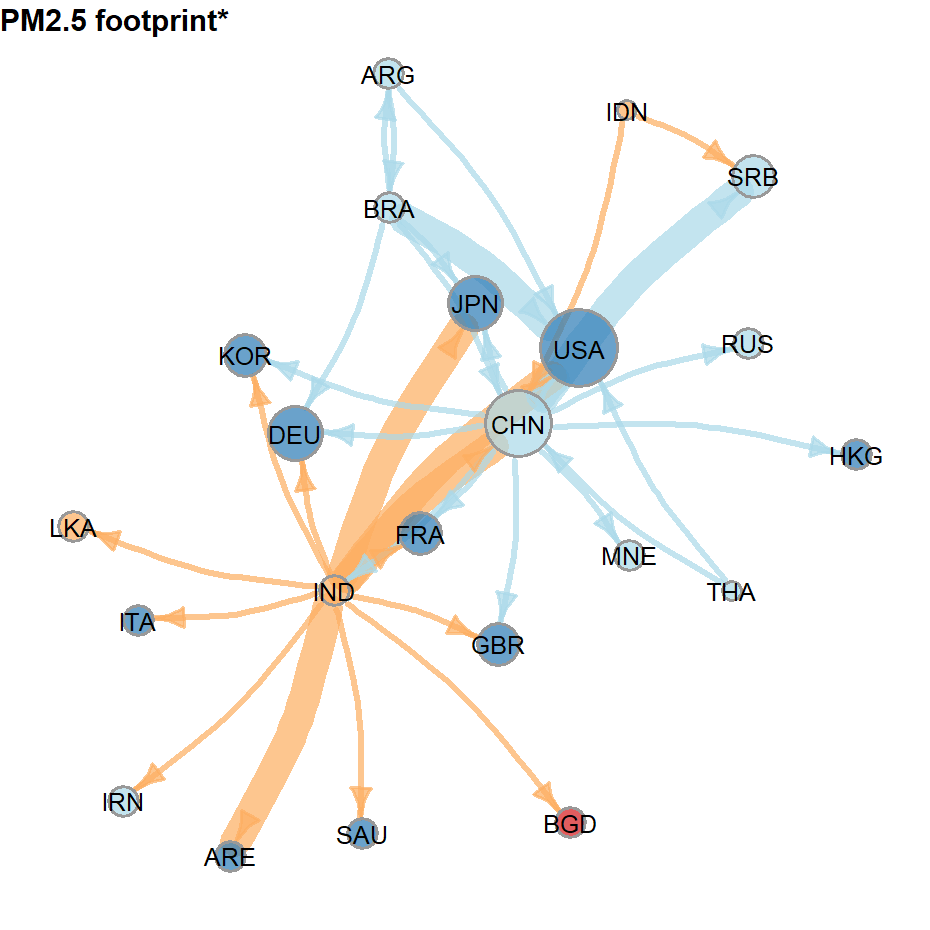 PM2.5 footprint*
ARG
IDN
SRB
BRA
JPN
USA
RUS
KOR
DEU
CHN
HKG
LKA
FRA
MNE
IND
THA
ITA
GBR
IRN
SAU
BGD
ARE